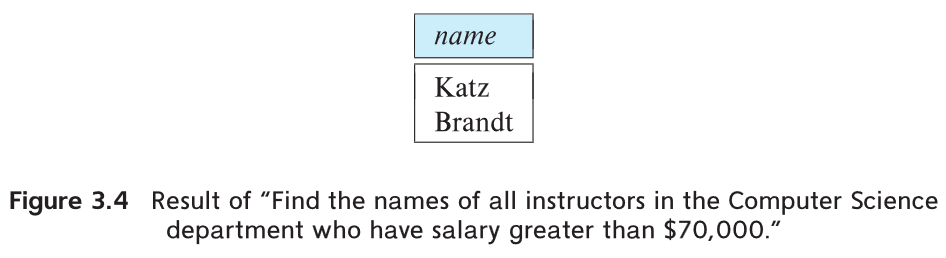 name
Katz
Brandt
Figure 3.4 Result of “Find the names of all instructors in the Computer Science
department who have salary greater than $70,000.”